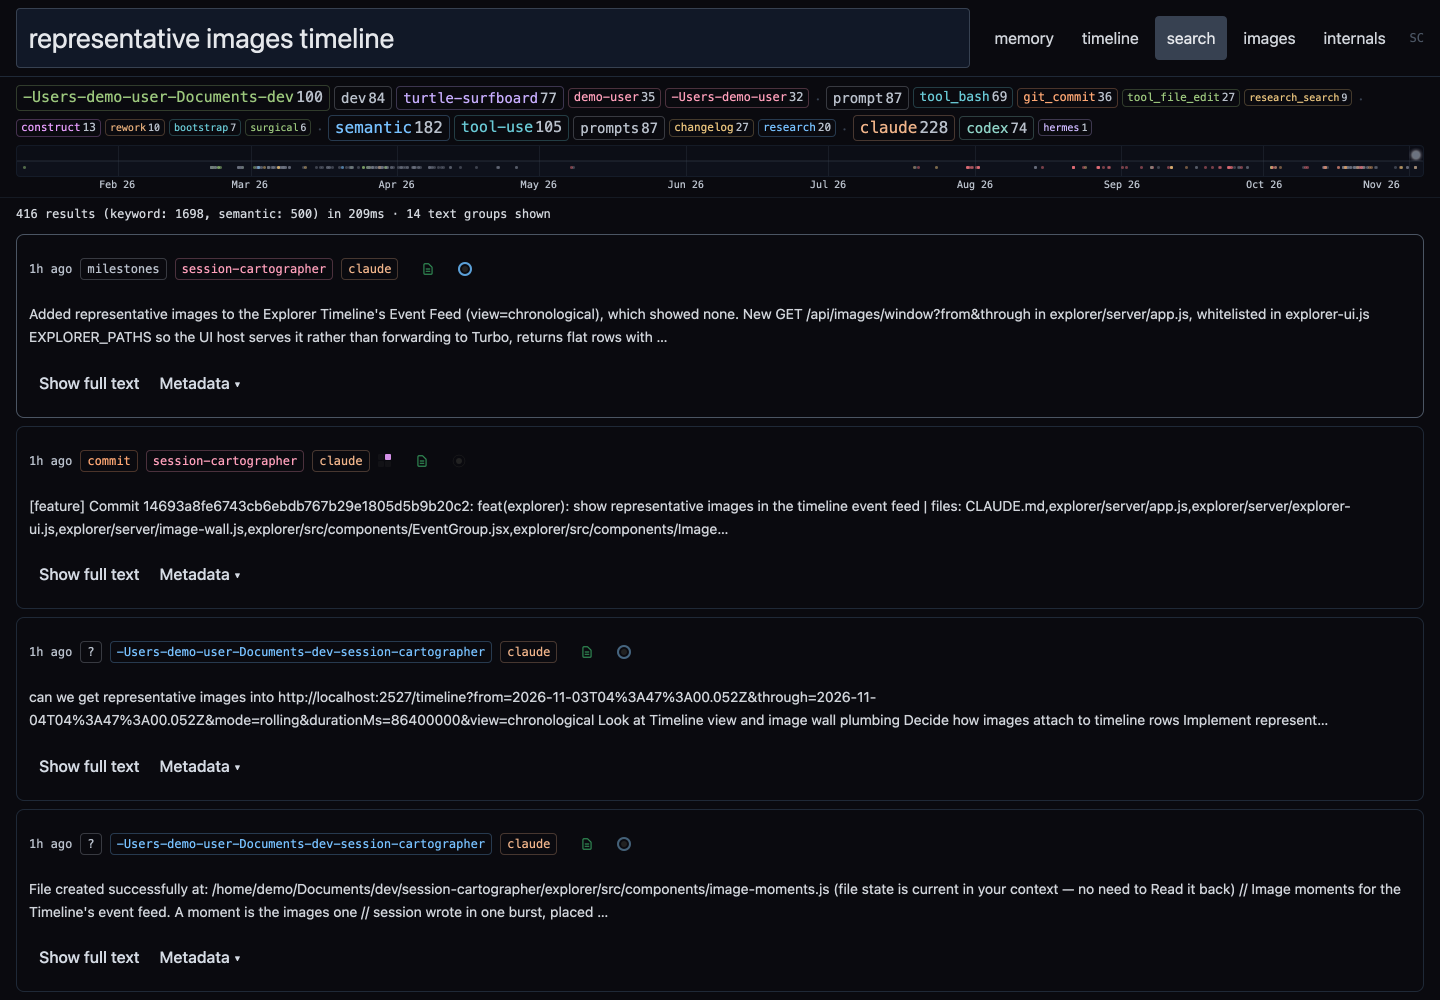 representative images timeline
memory timeline search images internals SC
-Users-demo-user-Documents-dev 100 dev 84 turtle-surfboard 77 demo-user 35 -Users-demo-user 32 · prompt 87 tool_bash 69 git_commit 36 tool_file_edit 27 research_search 9 ·
construct 13 rework 10 bootstrap 7 surgical 6 · semantic 182 tool-use 105 prompts 87 changelog 27 research 20 · claude 228 codex 74 hermes 1
Feb 26 Mar 26 Apr 26 May 26 Jun 26 Jul 26 Aug 26 Sep 26 Oct 26 Nov 26
416 results (keyword: 1698, semantic: 500) in 209ms · 14 text groups shown
1h ago milestones session-cartographer claude
Added representative images to the Explorer Timeline's Event Feed (view=chronological), which showed none. New GET /api/images/window?from&through in explorer/server/app.js, whitelisted in explorer-ui.js
EXPLORER_PATHS so the UI host serves it rather than forwarding to Turbo, returns flat rows with ...
Show full text Metadata ▾
1h ago commit session-cartographer claude
[feature] Commit 14693a8fe6743cb6ebdb767b29e1805d5b9b20c2: feat(explorer): show representative images in the timeline event feed | files: CLAUDE.md,explorer/server/app.js,explorer/server/explorer-
ui.js,explorer/server/image-wall.js,explorer/src/components/EventGroup.jsx,explorer/src/components/Image...
Show full text Metadata ▾
1h ago ? -Users-demo-user-Documents-dev-session-cartographer claude
can we get representative images into http://localhost:2527/timeline?from=2026-11-03T04%3A47%3A00.052Z&through=2026-11-
04T04%3A47%3A00.052Z&mode=rolling&durationMs=86400000&view=chronological Look at Timeline view and image wall plumbing Decide how images attach to timeline rows Implement represent...
Show full text Metadata ▾
1h ago ? -Users-demo-user-Documents-dev-session-cartographer claude
File created successfully at: /home/demo/Documents/dev/session-cartographer/explorer/src/components/image-moments.js (file state is current in your context — no need to Read it back) // Image moments for the
Timeline's event feed. A moment is the images one // session wrote in one burst, placed ...
Show full text Metadata ▾